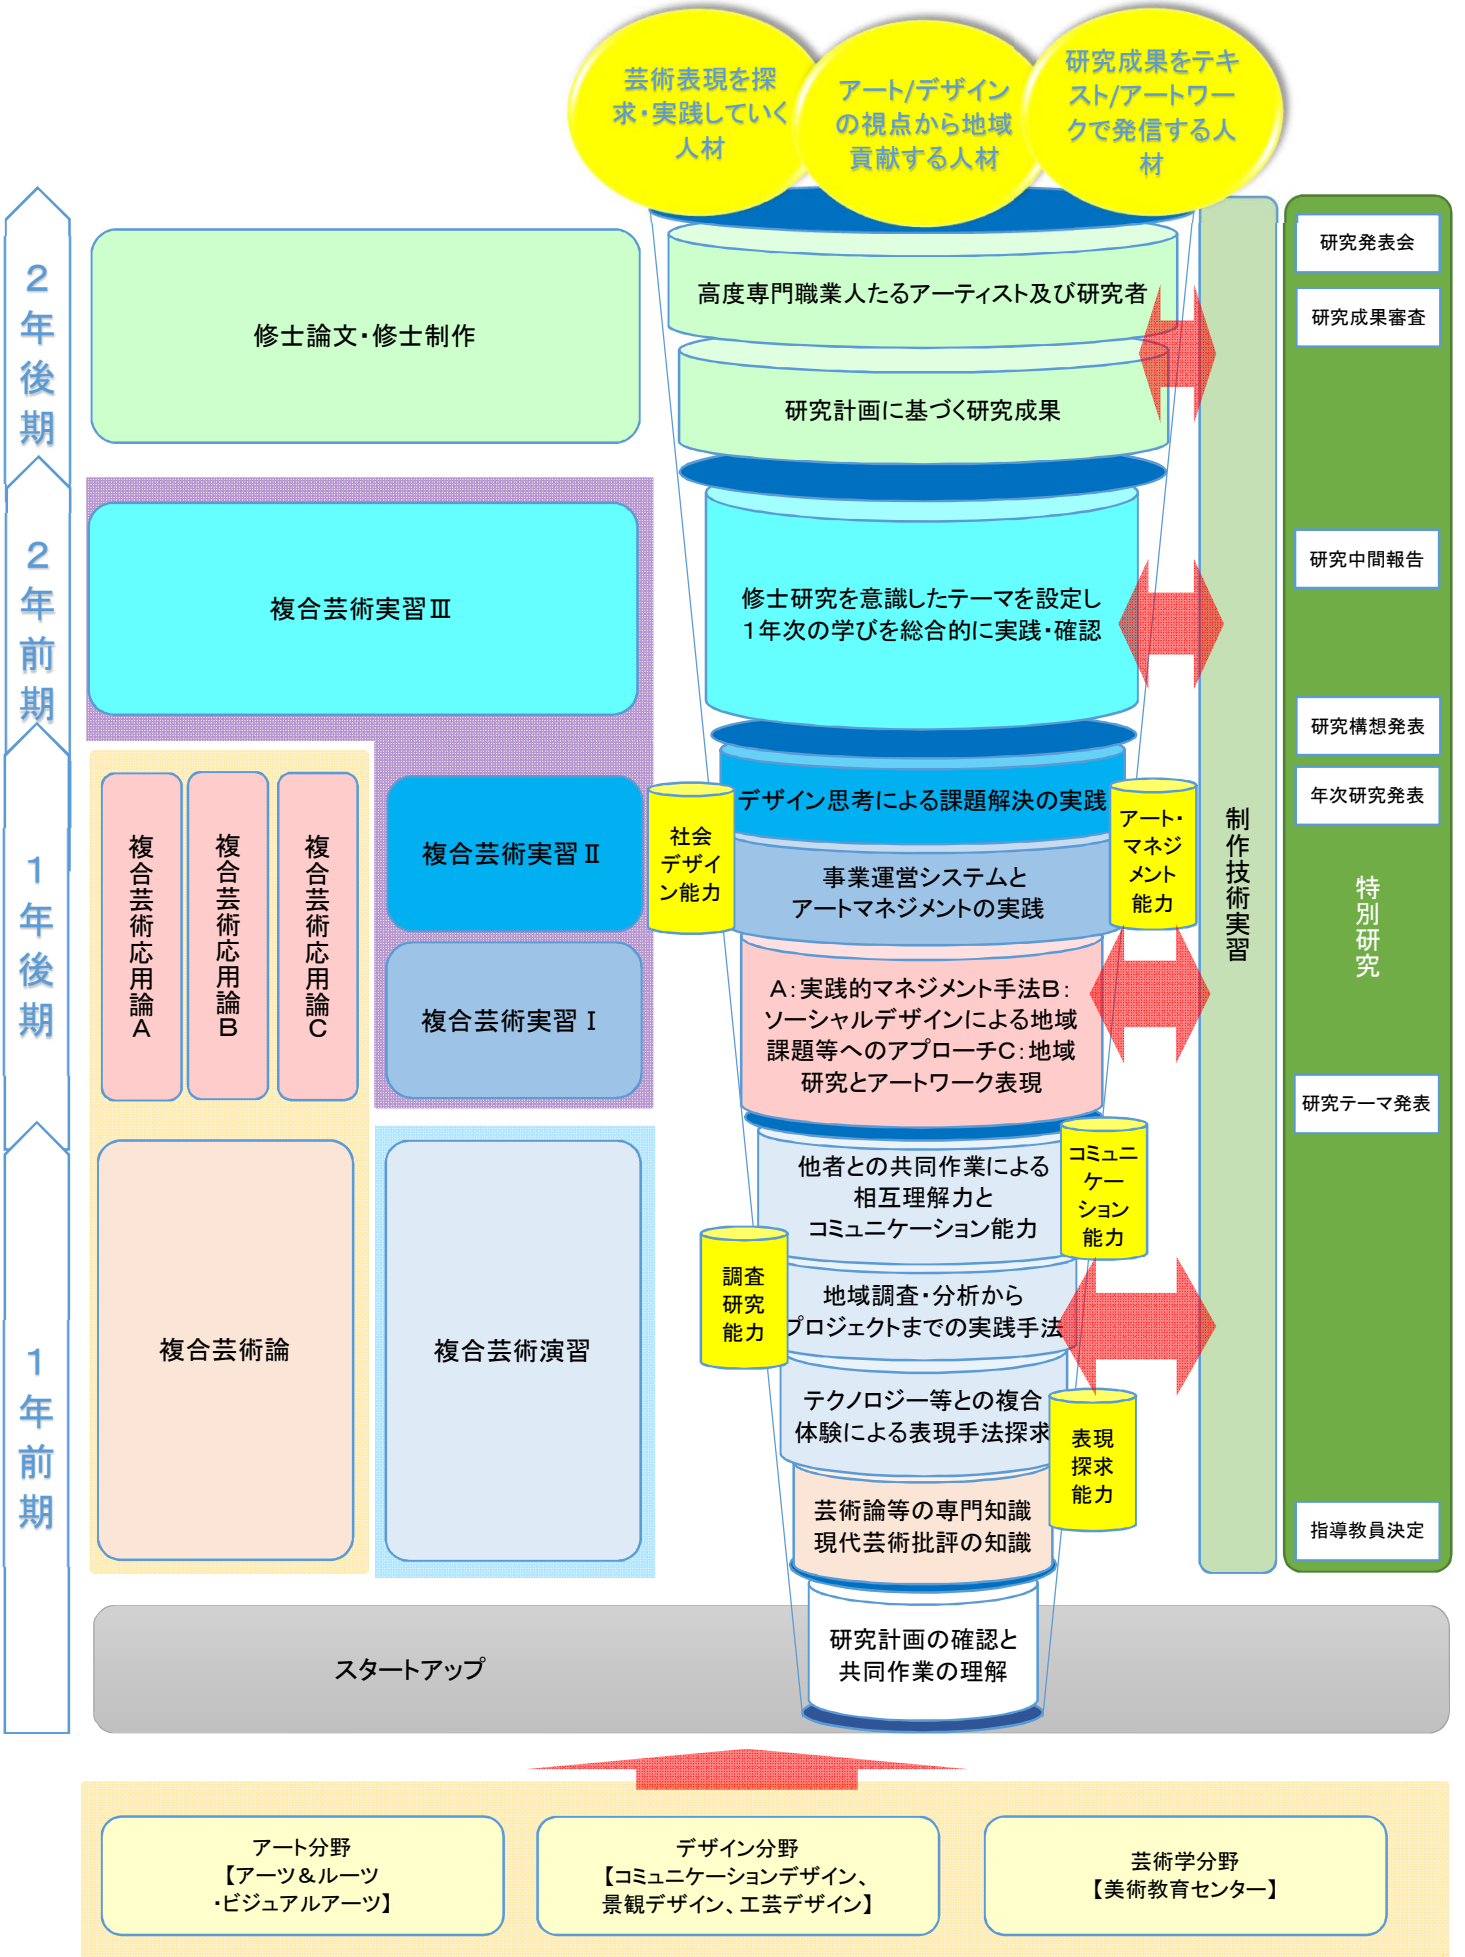 芸術表現を探
求・実践していく
人材
アート/デザイン
の視点から地域
貢献する人材
研究成果をテキ
スト/アートワー
クで発信する人
材
2年後期
修士論文・修士制作
高度専門職業人たるアーティスト及び研究者
研究計画に基づく研究成果
2年前期
複合芸術実習Ⅲ
修士研究を意識したテーマを設定し
1年次の学びを総合的に実践・確認
1年後期
複合芸術応用論A
複合芸術応用論B
複合芸術応用論C
複合芸術実習Ⅱ
複合芸術実習Ⅰ
社会
デザイ
ン能力
デザイン思考による課題解決の実践
事業運営システムと
アートマネジメントの実践
アート・
マネジ
メント
能力
A:実践的マネジメント手法B:
ソーシャルデザインによる地域
課題等へのアプローチC:地域
研究とアートワーク表現
1年前期
複合芸術論
複合芸術演習
他者との共同作業による
相互理解力と
コミュニケーション能力
コミュニ
ケー
ション
能力
調査
研究
能力
地域調査・分析から
プロジェクトまでの実践手法
テクノロジー等との複合
体験による表現手法探求
表現
探求
能力
芸術論等の専門知識
現代芸術批評の知識
制作技術実習
研究発表会
研究成果審査
研究中間報告
研究構想発表
年次研究発表
特別研究
研究テーマ発表
指導教員決定
スタートアップ
研究計画の確認と
共同作業の理解
アート分野
【アーツ&ルーツ
・ビジュアルアーツ】
デザイン分野
【コミュニケーションデザイン、
景観デザイン、工芸デザイン】
芸術学分野
【美術教育センター】